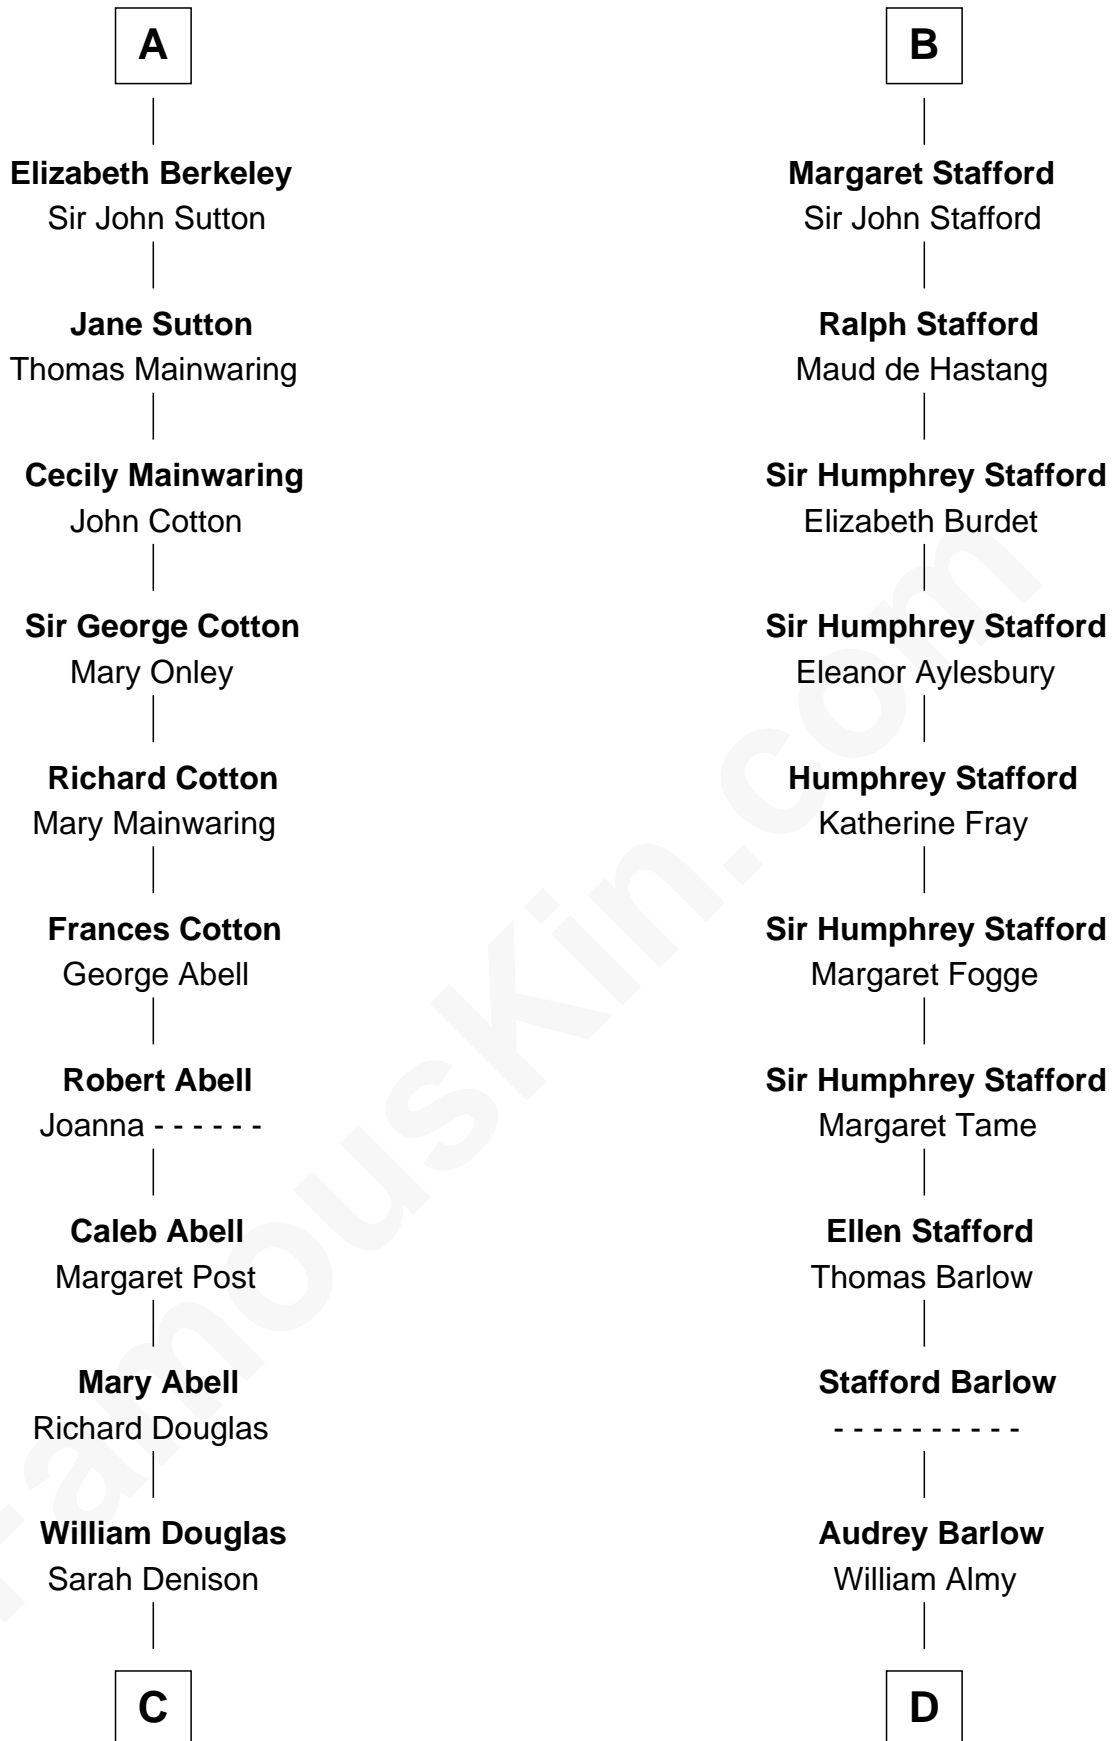 A
Elizabeth Berkeley
Sir John Sutton
Jane Sutton
Thomas Mainwaring
Cecily Mainwaring
John Cotton
Sir George Cotton
Mary Onley
Richard Cotton
Mary Mainwaring
Frances Cotton
George Abell
Robert Abell
Joanna - - - - - -
Caleb Abell
Margaret Post
Mary Abell
Richard Douglas
William Douglas
Sarah Denison
C
B
Margaret Stafford
Sir John Stafford
Ralph Stafford
Maud de Hastang
Sir Humphrey Stafford
Elizabeth Burdet
Sir Humphrey Stafford
Eleanor Aylesbury
Humphrey Stafford
Katherine Fray
Sir Humphrey Stafford
Margaret Fogge
Sir Humphrey Stafford
Margaret Tame
Ellen Stafford
Thomas Barlow
Stafford Barlow
- - - - - - - - - -
Audrey Barlow
William Almy
D
FamousKin.com